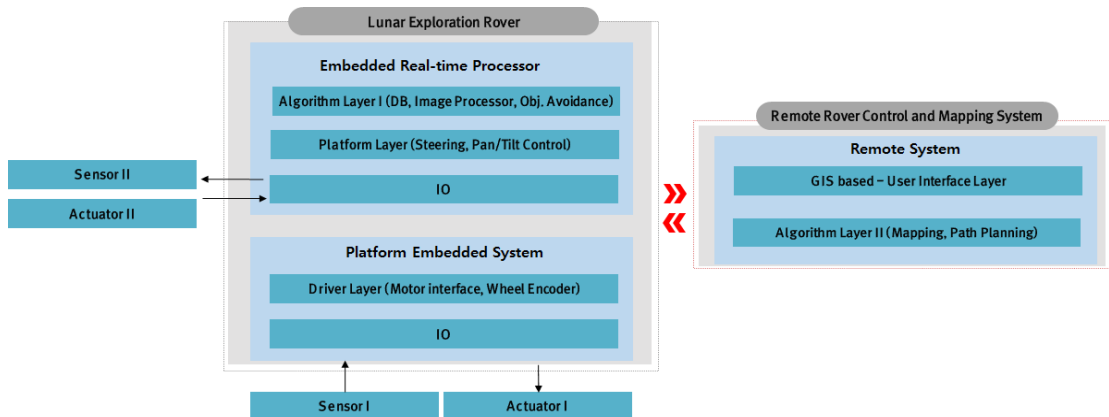 Lunar Exploration Rover
Embedded Real-time Processor
Algorithm Layer I (DB, Image Processor, Obj. Avoidance)
Platform Layer (Steering, Pan/Tilt Control)
IO
Sensor II
Actuator II
Platform Embedded System
Driver Layer (Motor interface, Wheel Encoder)
IO
Sensor I
Actuator I
Remote Rover Control and Mapping System
Remote System
GIS based – User Interface Layer
Algorithm Layer II (Mapping, Path Planning)